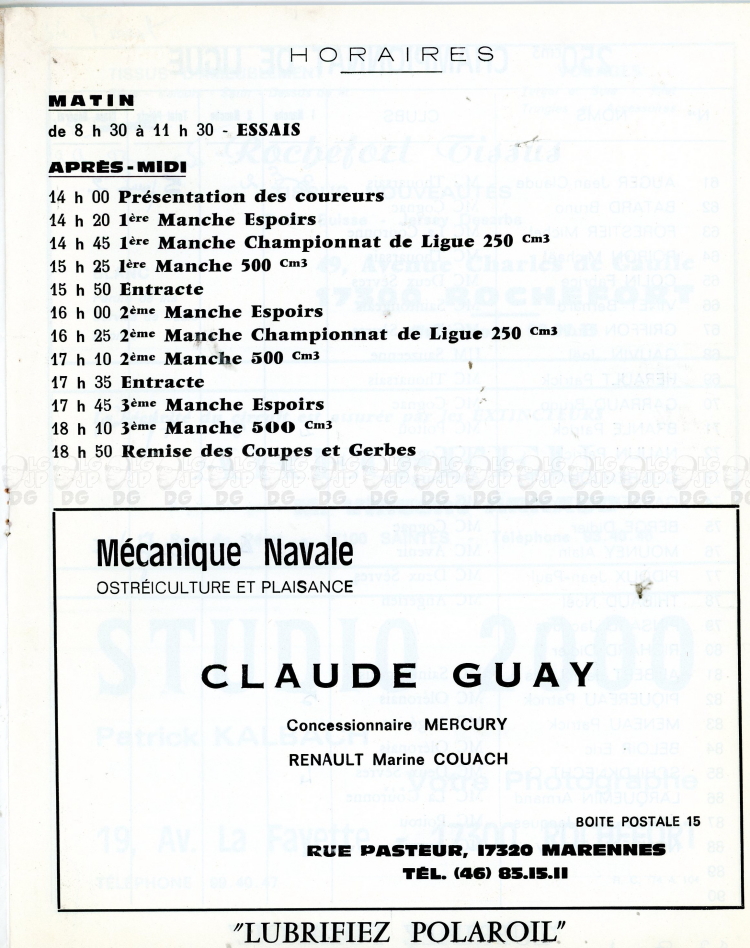 HORAIRES
MATIN
de 8 h 30 à 11 h 30 - ESSAIS
APRÈS-MIDI
14 h 00 Présentation des coureurs
14 h 20 1ère Manche Espoirs
14 h 45 1ère Manche Championnat de Ligue 250 Cm3
15 h 25 1ère Manche 500 Cm3
15 h 50 Entracte
16 h 00 2ème Manche Espoirs
16 h 25 2ème Manche Championnat de Ligue 250 Cm3
17 h 10 2ème Manche 500 Cm3
17 h 35 Entracte
17 h 45 3ème Manche Espoirs
18 h 10 3ème Manche 500 Cm3
18 h 50 Remise des Coupes et Gerbes
Mécanique Navale
OSTRÉICULTURE ET PLAISANCE
CLAUDE GUAY
Concessionnaire MERCURY
RENAULT Marine COUACH
BOITE POSTALE 15
RUE PASTEUR, 17320 MARENNES
TÉL. (46) 85.15.11
"LUBRIFIEZ POLAROIL"